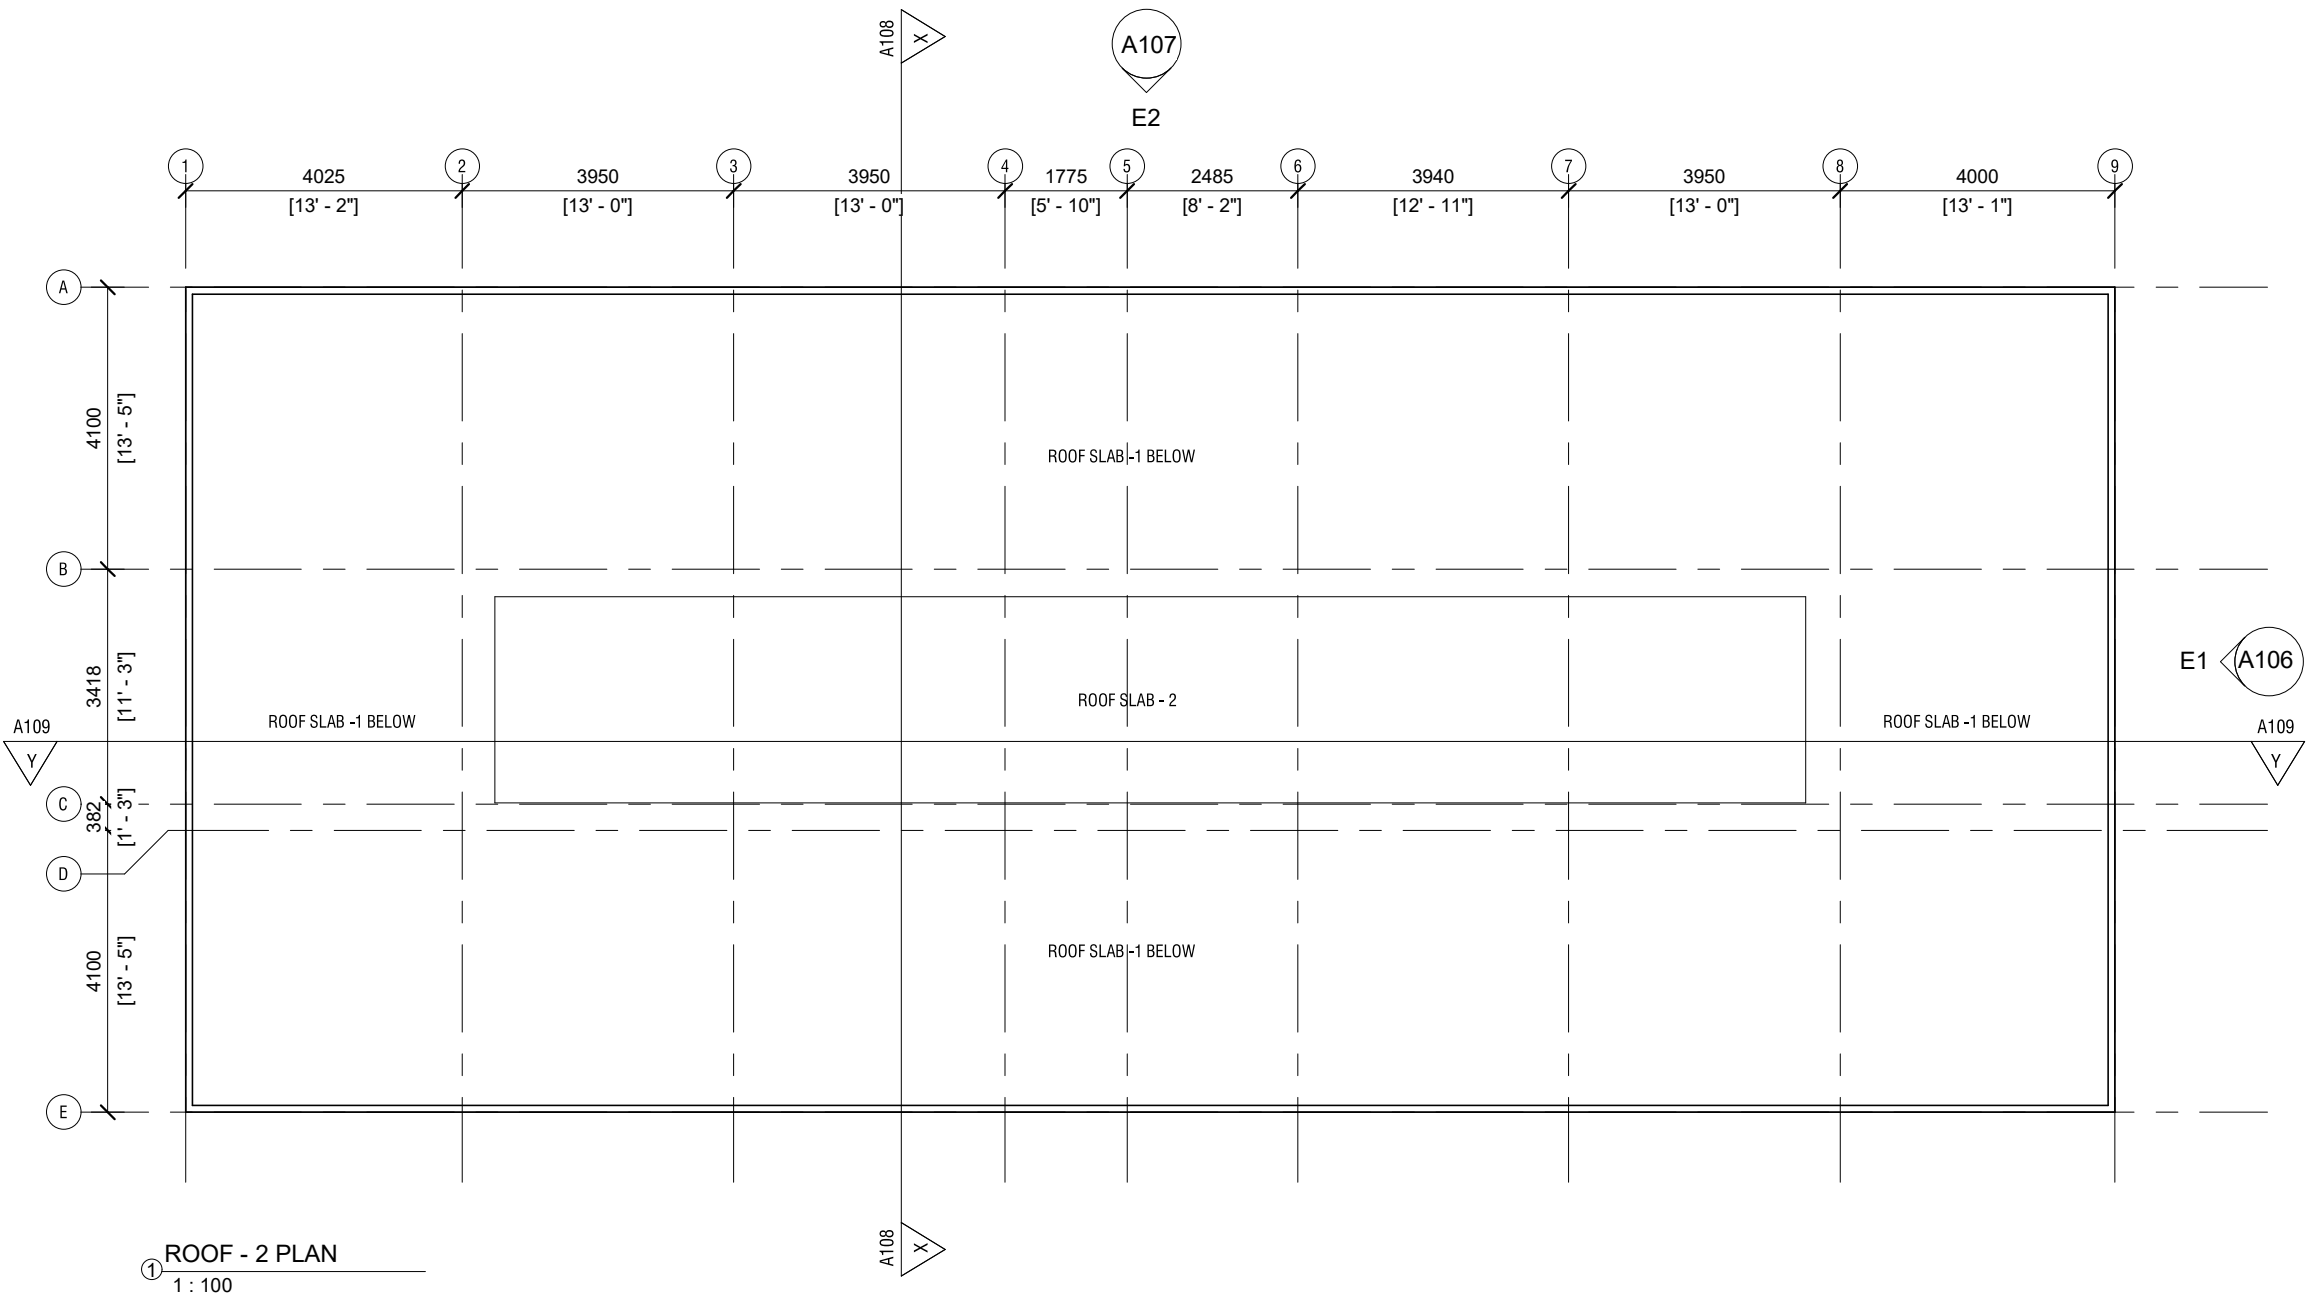 A108
X
A107
E2
1
2
3
4
5
6
7
8
9
4025
3950
3950
1775
2485
3940
3950
4000
[13' - 2"]
[13' - 0"]
[13' - 0"]
[5' - 10"]
[8' - 2"]
[12' - 11"]
[13' - 0"]
[13' - 1"]
A
4100
[13' - 5"]
ROOF SLAB -1 BELOW
B
3418
[11' - 3"]
E1
A106
ROOF SLAB - 2
ROOF SLAB -1 BELOW
ROOF SLAB -1 BELOW
A109
Y
A109
Y
C
382
[1' - 3"]
D
4100
[13' - 5"]
ROOF SLAB -1 BELOW
E
A108
X
1
ROOF - 2 PLAN
1 : 100